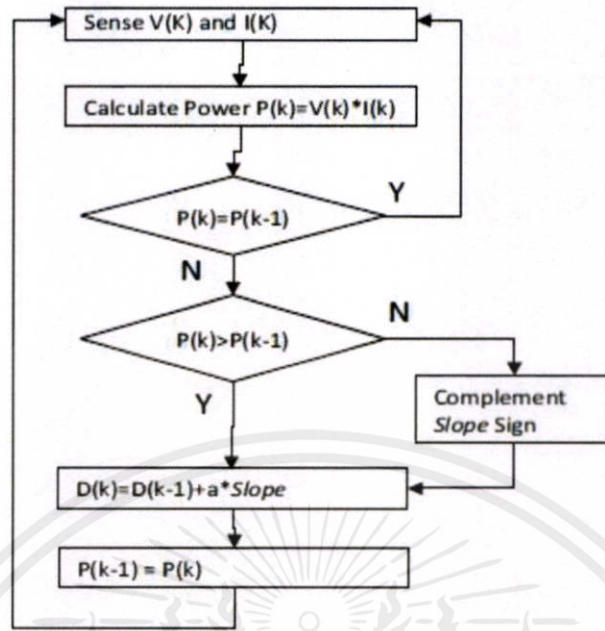 Sense V(K) and I(K)
Calculate Power P(k)=V(k)*I(k)
P(k)=P(k-1)
Y
N
P(k)>P(k-1)
N
Y
Complement
Slope Sign
D(k)=D(k-1)+a*Slope
P(k-1) = P(k)